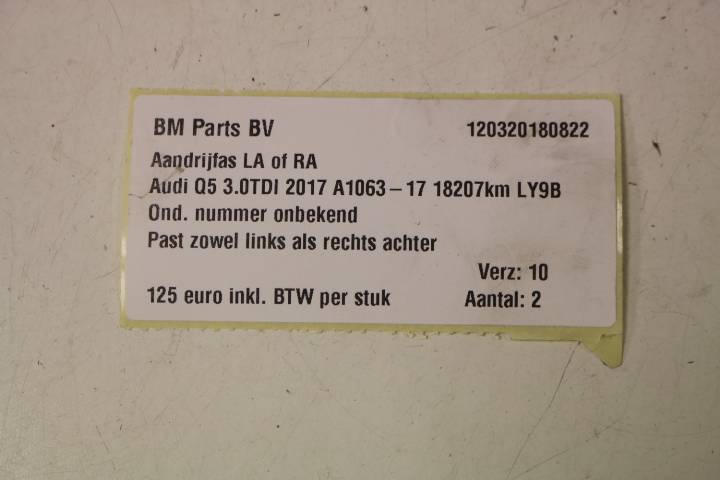 BM Parts BV 120320180822
Aandrijfas LA of RA
Audi Q5 3.0TDI 2017 A1063-17 18207km LY9B
Ond. nummer onbekend
Past zowel links als rechts achter
Verz: 10
125 euro inkl. BTW per stuk Aantal: 2